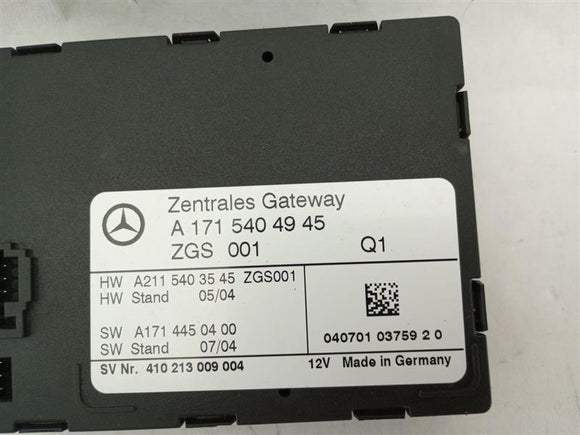 Zentrales Gateway
A 171 540 49 45
ZGS 001 Q1
HW A211 540 35 45 ZGS001
HW Stand 05/04
SW A171 445 04 00
SW Stand 07/04
040701 03759 2 0
SV Nr. 410 213 009 004
12V Made in Germany